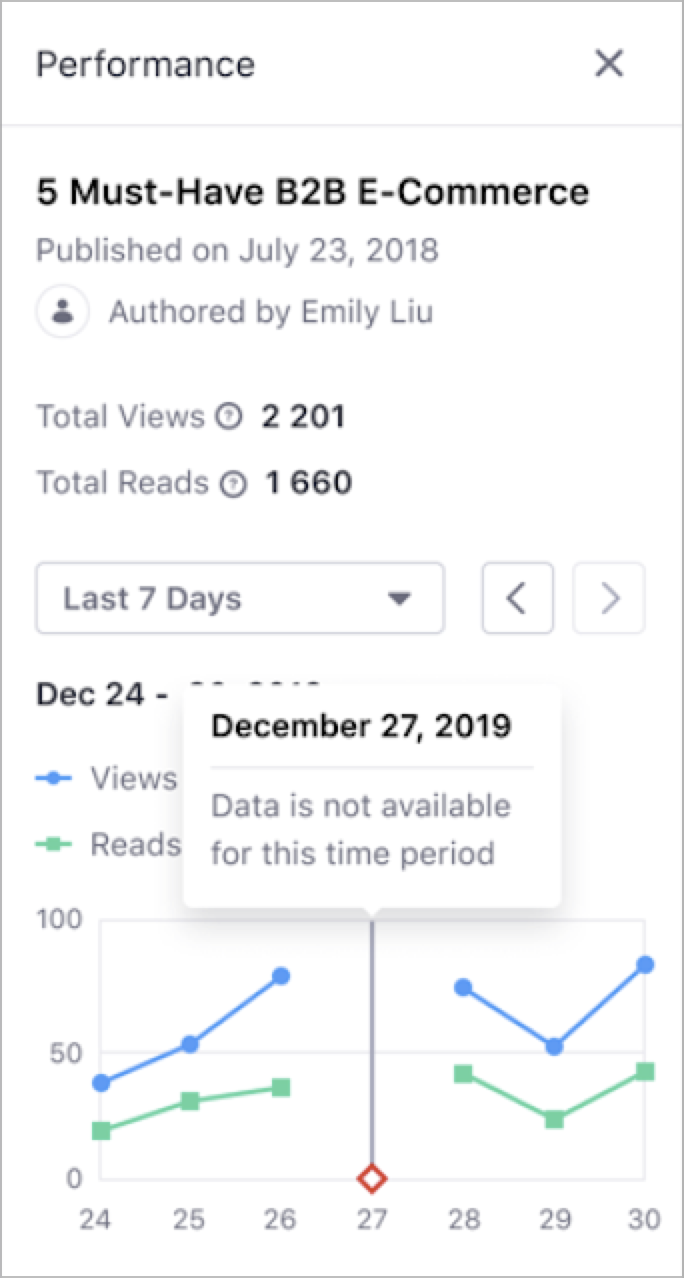 Performance
5 Must-Have B2B E-Commerce
Published on July 23, 2018
Authored by Emily Liu
Total Views ? 2 201
Total Reads ? 1 660
Last 7 Days
Dec 24 -
December 27, 2019
Data is not available
for this time period
Views
Reads
100
50
0
24 25 26 27 28 29 30